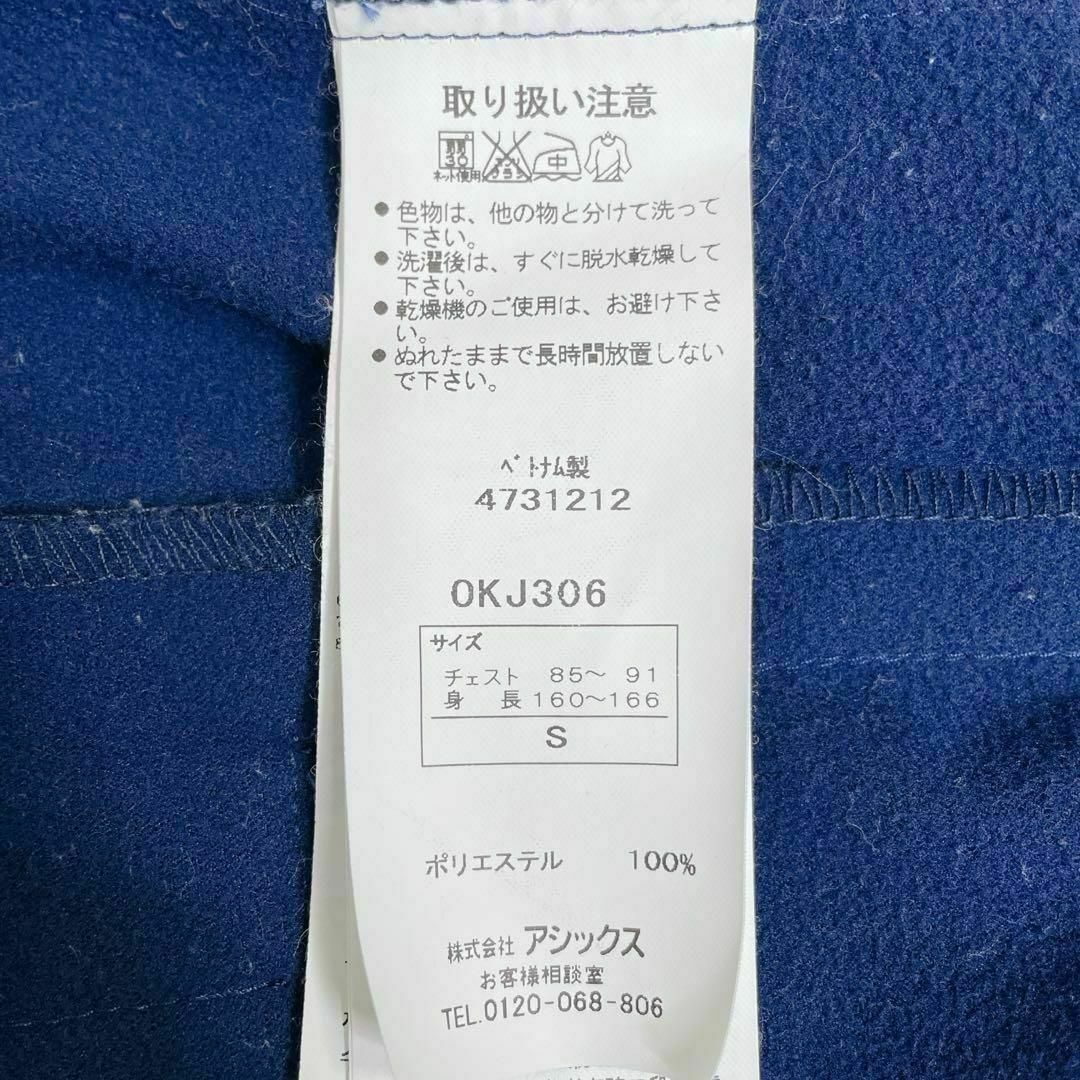 取り扱い注意
30 中
ネット使用
● 色物は、他の物と分けて洗って
下さい。
● 洗濯後は、すぐに脱水乾燥して
下さい。
● 乾燥機のご使用は、お避け下さ
い。
● ぬれたままで長時間放置しない
で下さい。
ベトナム製
4731212
OKJ306
サイズ
チェスト 85〜 91
身 長 160〜166
S
ポリエステル 100%
株式会社 アシックス
お客様相談室
TEL.0120-068-806